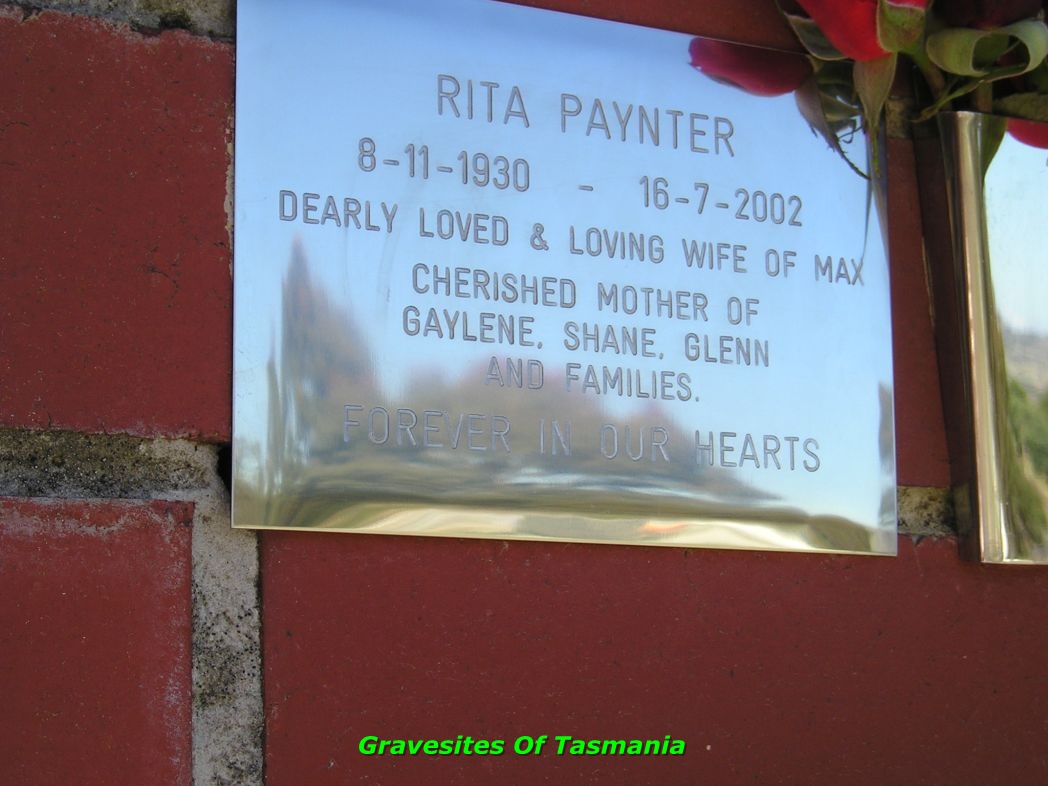 RITA PAYNTER
8-11-1930 - 16-7-2002
DEARLY LOVED & LOVING WIFE OF MAX
CHERISHED MOTHER OF
GAYLENE, SHANE, GLENN
AND FAMILIES.
FOREVER IN OUR HEARTS
Gravesites Of Tasmania